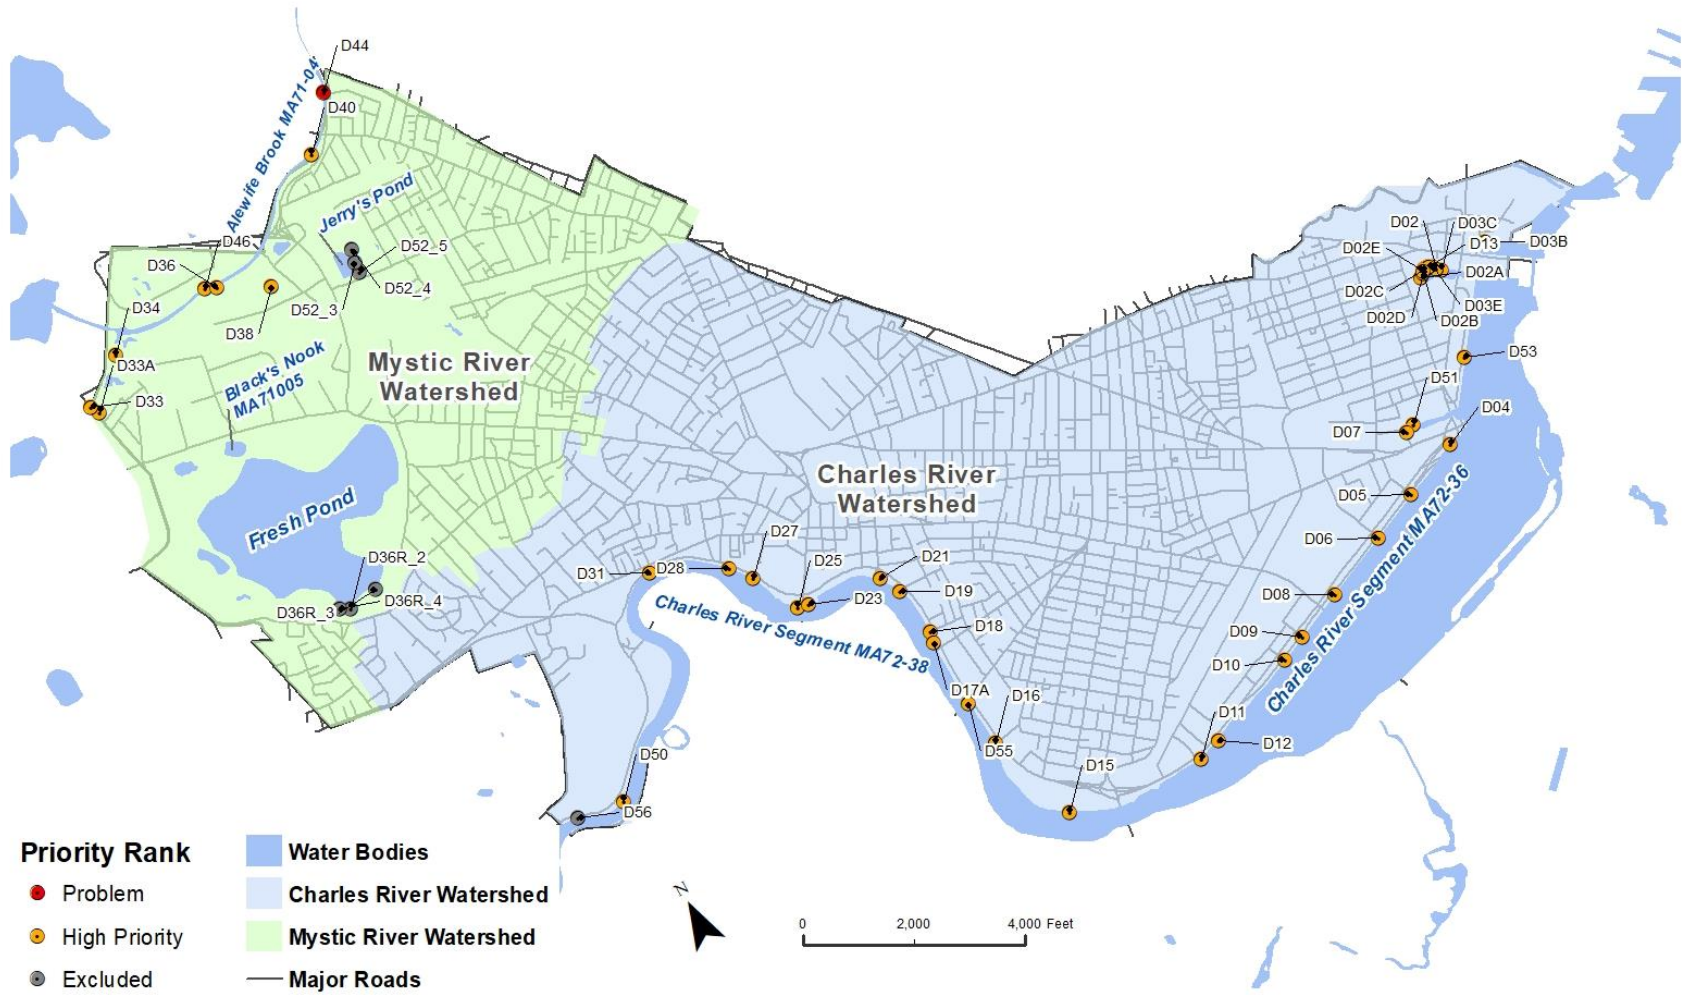 D44
D40
Alewife Brook MA71-04
Jerry's Pond
D46
D36
D52_5
D52_4
D52_3
D34
D38
D33A
D33
Black's Nook
MA71005
Mystic River
Watershed
Fresh Pond
D36R_2
D36R_4
D36R_3
D02
D03C
D02E
D13
D03B
D02A
D02C
D03E
D02D
D02B
D53
D51
D04
D07
Charles River
Watershed
D05
D06
D27
D25
D21
D31
D28
D23
D19
D08
Charles River Segment MA72-38
Charles River Segment MA72-36
D18
D09
D10
D17A
D16
D11
D55
D12
D50
D15
D56
Priority Rank
Problem
High Priority
Excluded
Water Bodies
Charles River Watershed
Mystic River Watershed
Major Roads
N
0 2,000 4,000 Feet